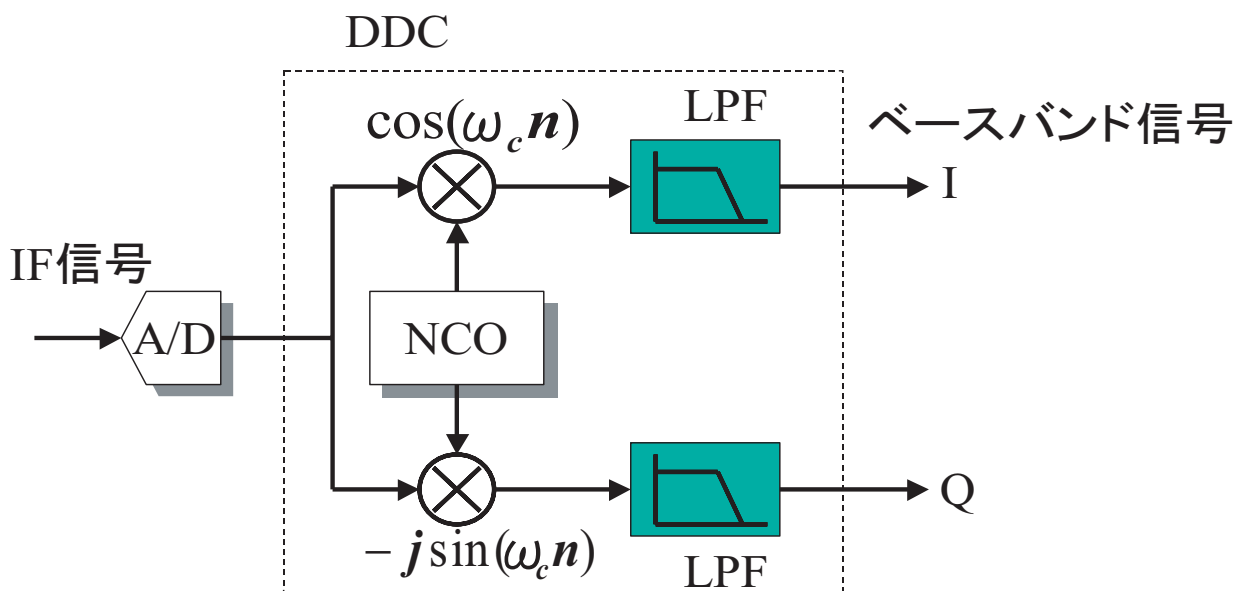 DDC
cos(ω_c n)
LPF
ベースバンド信号
I
IF信号
A/D
NCO
Q
− j sin(ω_c n)
LPF